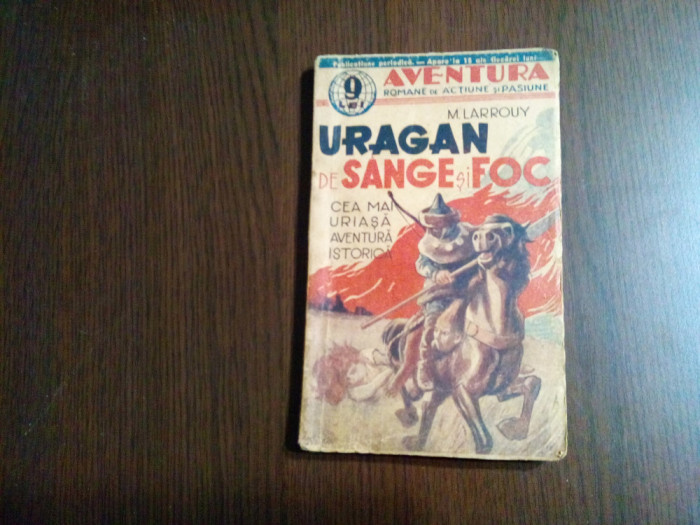 Publicațiune periodică. — Apare la 15 ale fiecărei luni
9
LEI
AVENTURA
ROMANE DE ACȚIUNE ȘI PASIUNE
M. LARROUY
URAGAN
DE SÂNGE ȘI FOC
CEA MAI
URIAȘĂ
AVENTURĂ
ISTORICĂ